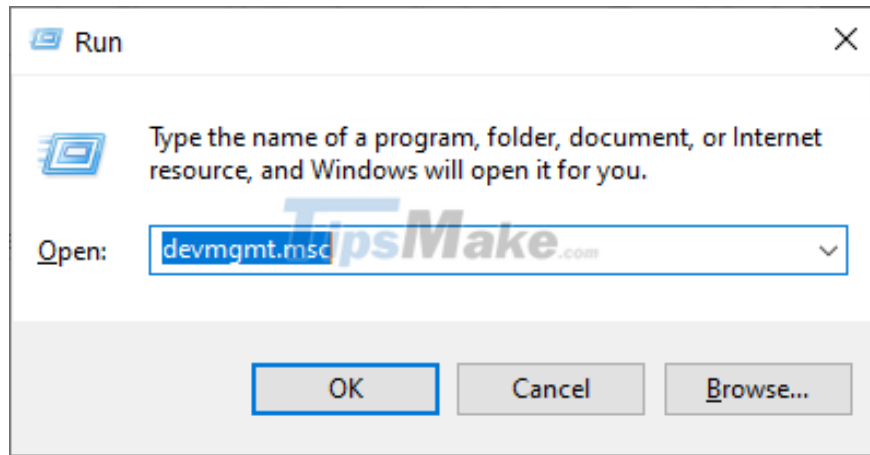 Run
Type the name of a program, folder, document, or Internet
resource, and Windows will open it for you.
TipsMake.com
Open: devmgmt.msc
OK Cancel Browse...